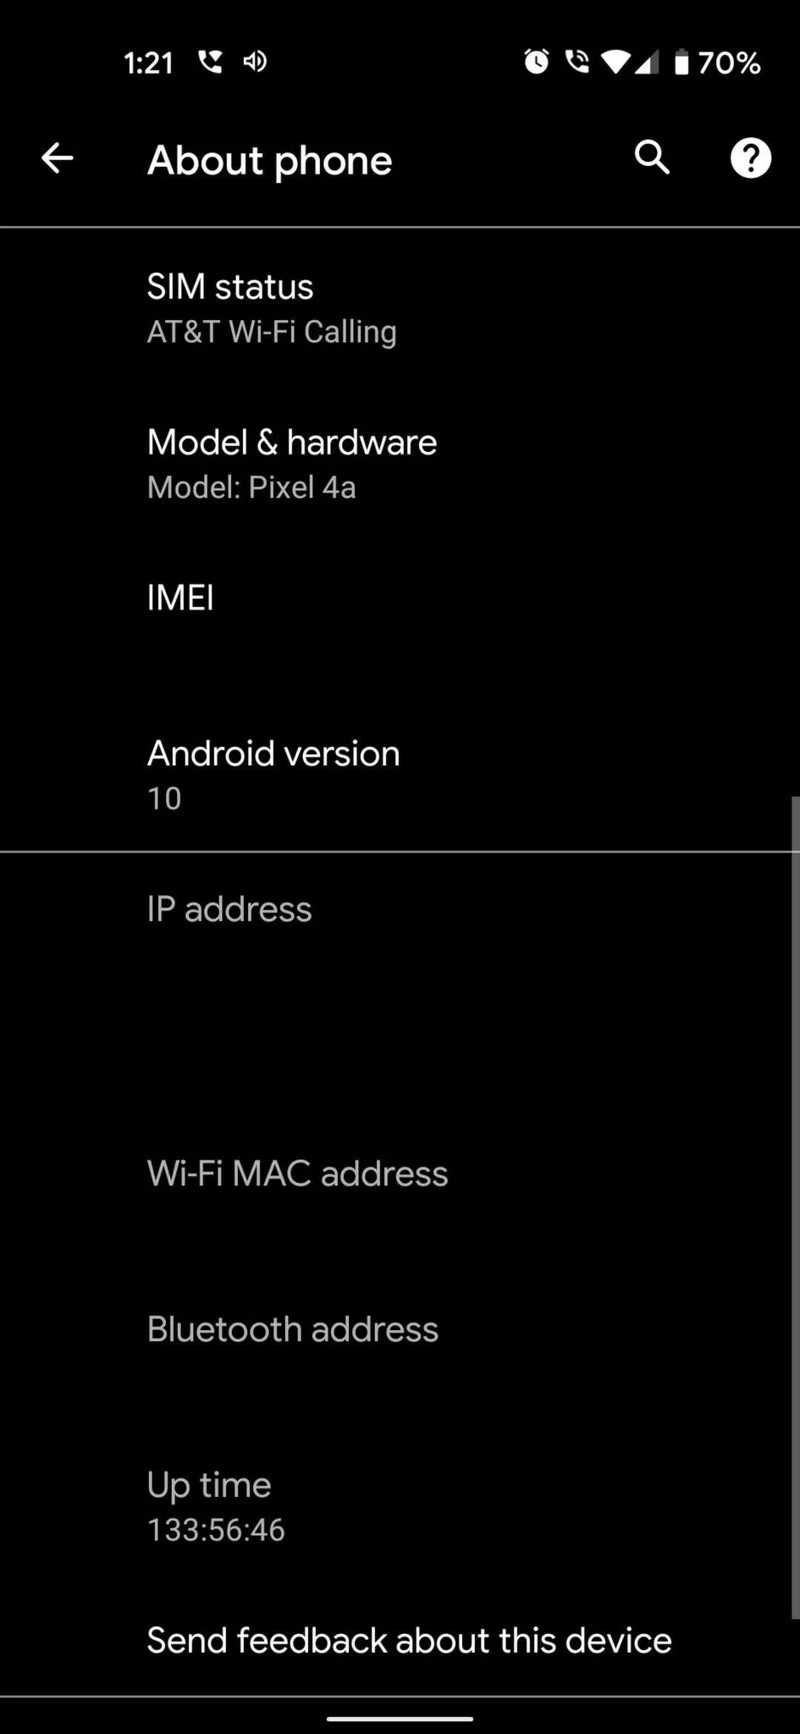 1:21 70%
About phone
SIM status
AT&T Wi-Fi Calling
Model & hardware
Model: Pixel 4a
IMEI
Android version
10
IP address
Wi-Fi MAC address
Bluetooth address
Up time
133:56:46
Send feedback about this device